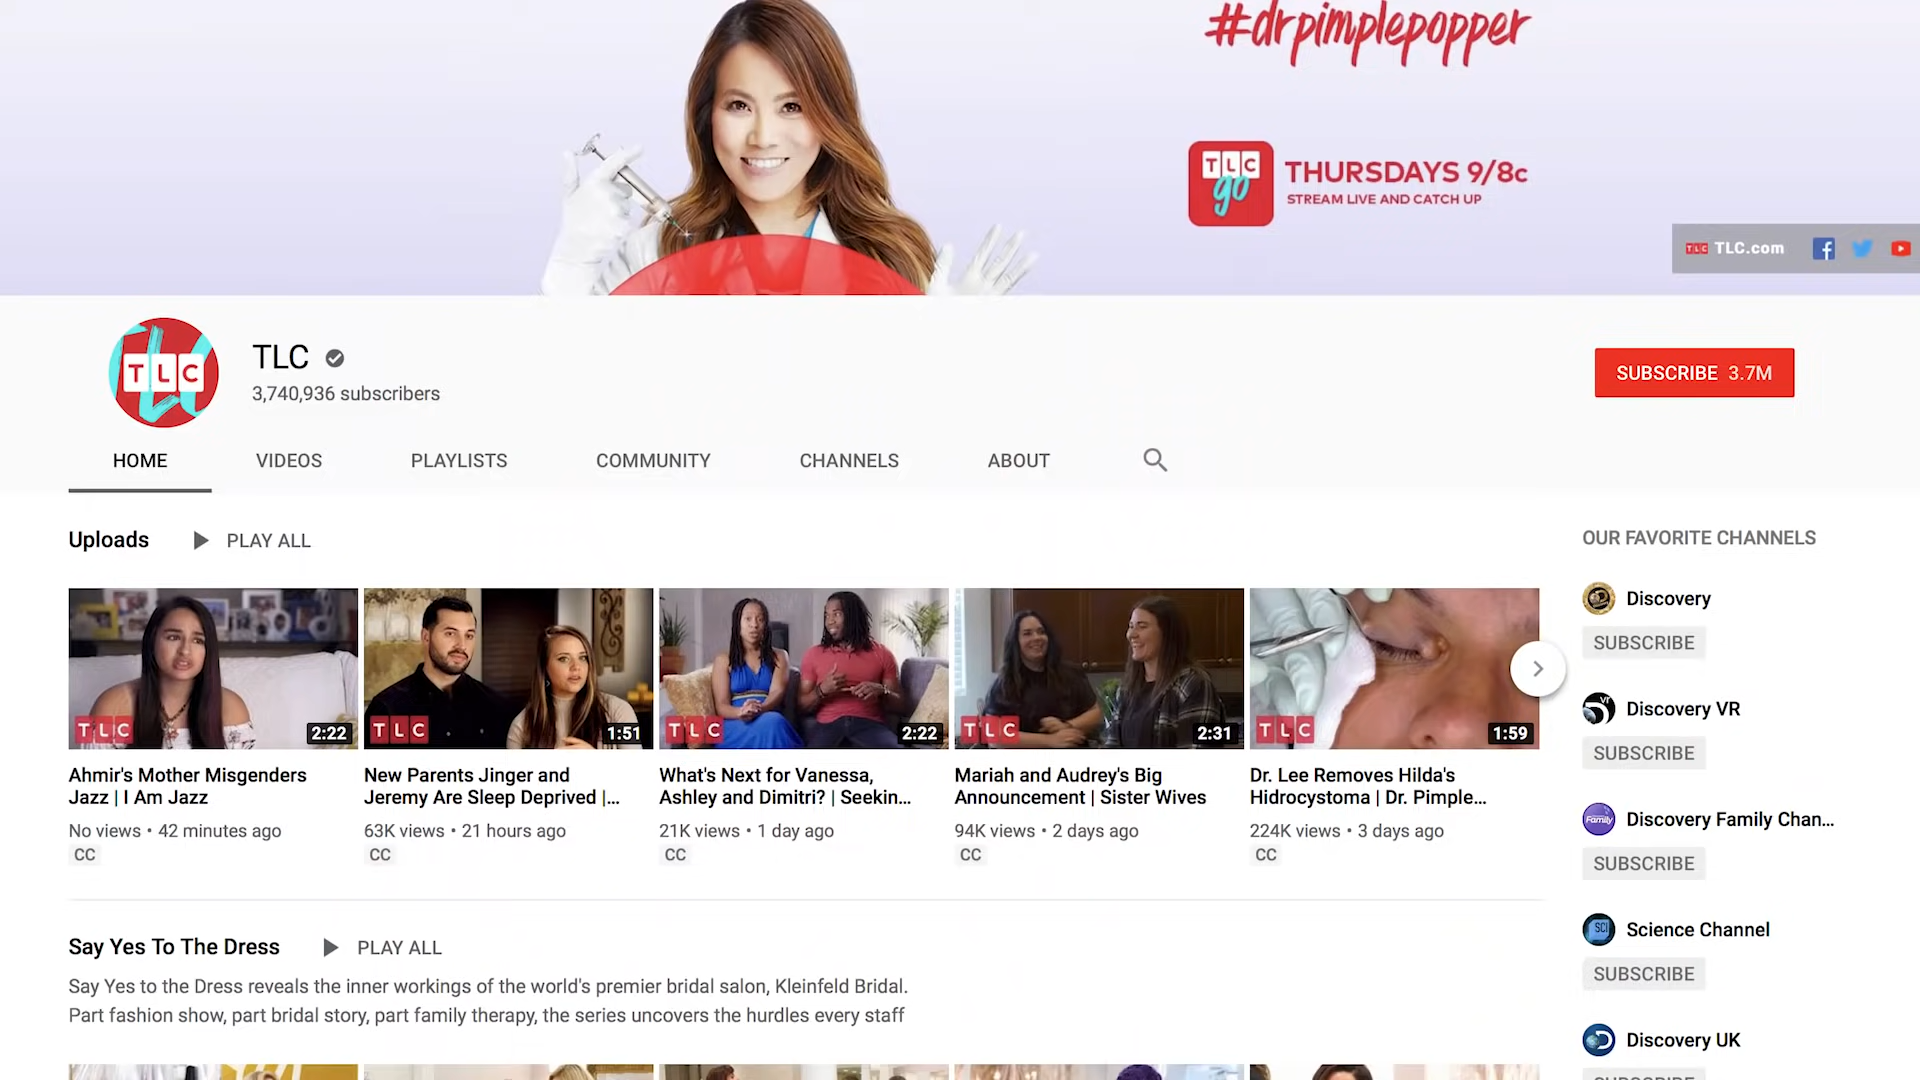 #drpimplepopper
TLC
go
THURSDAYS 9/8c
STREAM LIVE AND CATCH UP
TLC TLC.com
TLC
TLC
3,740,936 subscribers
SUBSCRIBE 3.7M
HOME VIDEOS PLAYLISTS COMMUNITY CHANNELS ABOUT
Uploads PLAY ALL
TLC 2:22
TLC 1:51
TLC 2:22
TLC 2:31
TLC 1:59
Ahmir's Mother Misgenders
Jazz | I Am Jazz
No views • 42 minutes ago
CC
New Parents Jinger and
Jeremy Are Sleep Deprived |...
63K views • 21 hours ago
CC
What's Next for Vanessa,
Ashley and Dimitri? | Seekin...
21K views • 1 day ago
CC
Mariah and Audrey's Big
Announcement | Sister Wives
94K views • 2 days ago
CC
Dr. Lee Removes Hilda's
Hidrocystoma | Dr. Pimple...
224K views • 3 days ago
CC
Say Yes To The Dress PLAY ALL
Say Yes to the Dress reveals the inner workings of the world's premier bridal salon, Kleinfeld Bridal.
Part fashion show, part bridal story, part family therapy, the series uncovers the hurdles every staff
OUR FAVORITE CHANNELS
Discovery
SUBSCRIBE
VR
Discovery VR
SUBSCRIBE
Family
Discovery Family Chan...
SUBSCRIBE
SCI
Science Channel
SUBSCRIBE
Discovery UK
SUBSCRIBE